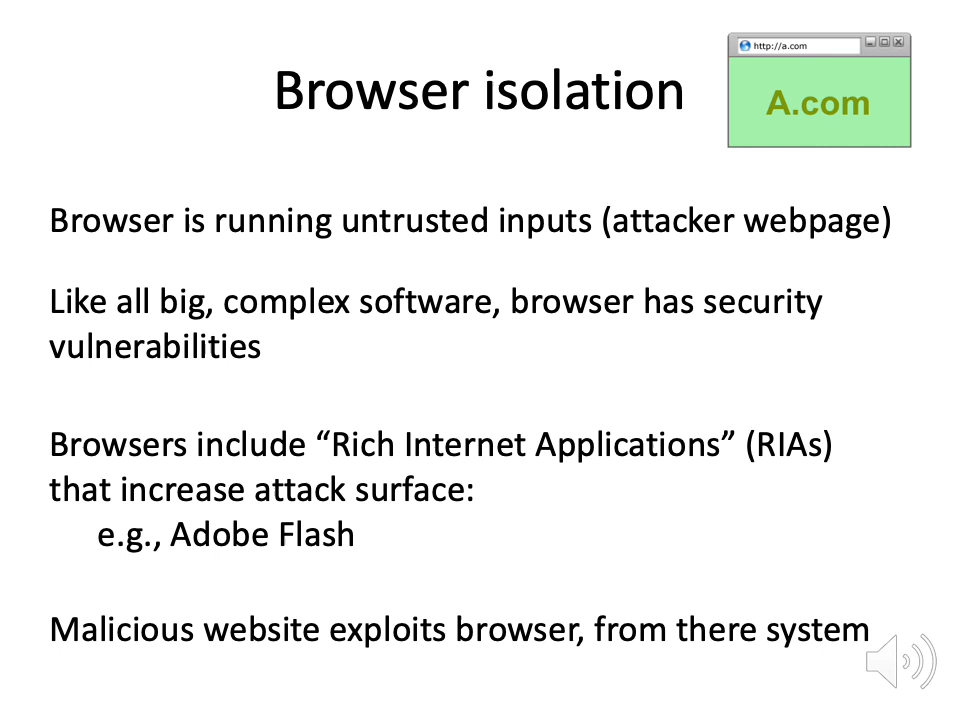 Browser isolation
http://a.com
A.com
Browser is running untrusted inputs (attacker webpage)
Like all big, complex software, browser has security
vulnerabilities
Browsers include “Rich Internet Applications” (RIAs)
that increase attack surface:
e.g., Adobe Flash
Malicious website exploits browser, from there system